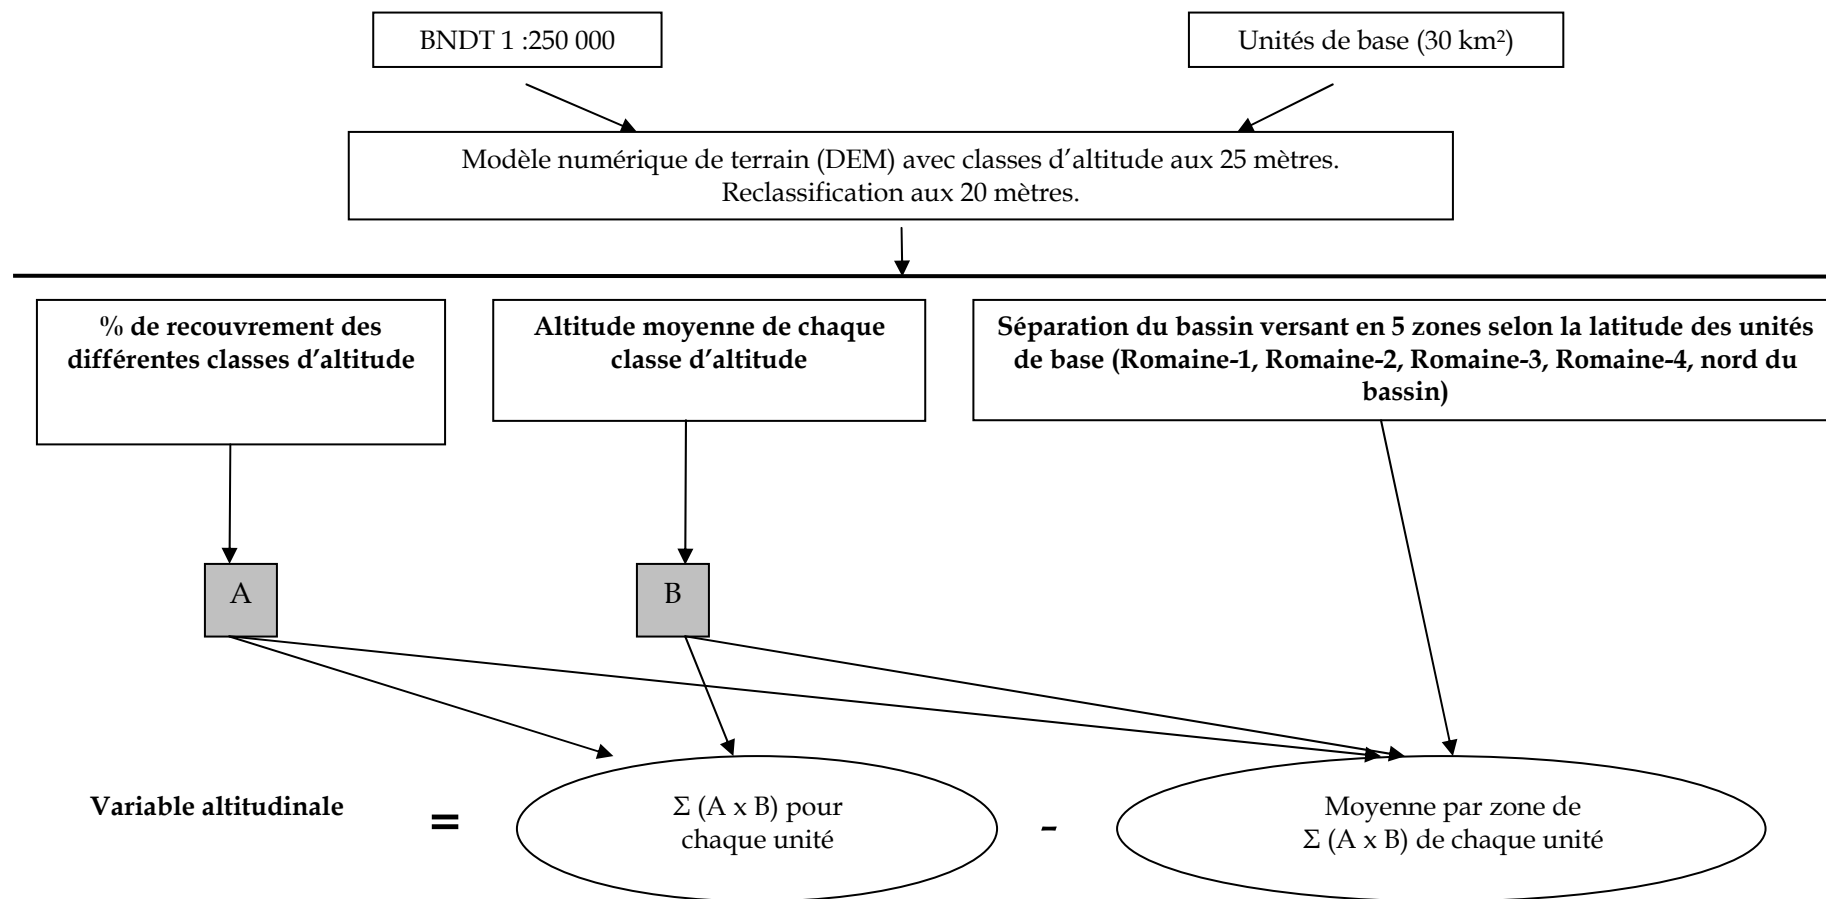 BNDT 1 :250 000
Unités de base (30 km²)
Modèle numérique de terrain (DEM) avec classes d’altitude aux 25 mètres.
Reclassification aux 20 mètres.
% de recouvrement des
différentes classes d’altitude
Altitude moyenne de chaque
classe d’altitude
Séparation du bassin versant en 5 zones selon la latitude des unités
de base (Romaine-1, Romaine-2, Romaine-3, Romaine-4, nord du
bassin)
A
B
Variable altitudinale
=
Σ (A x B) pour
chaque unité
-
Moyenne par zone de
Σ (A x B) de chaque unité